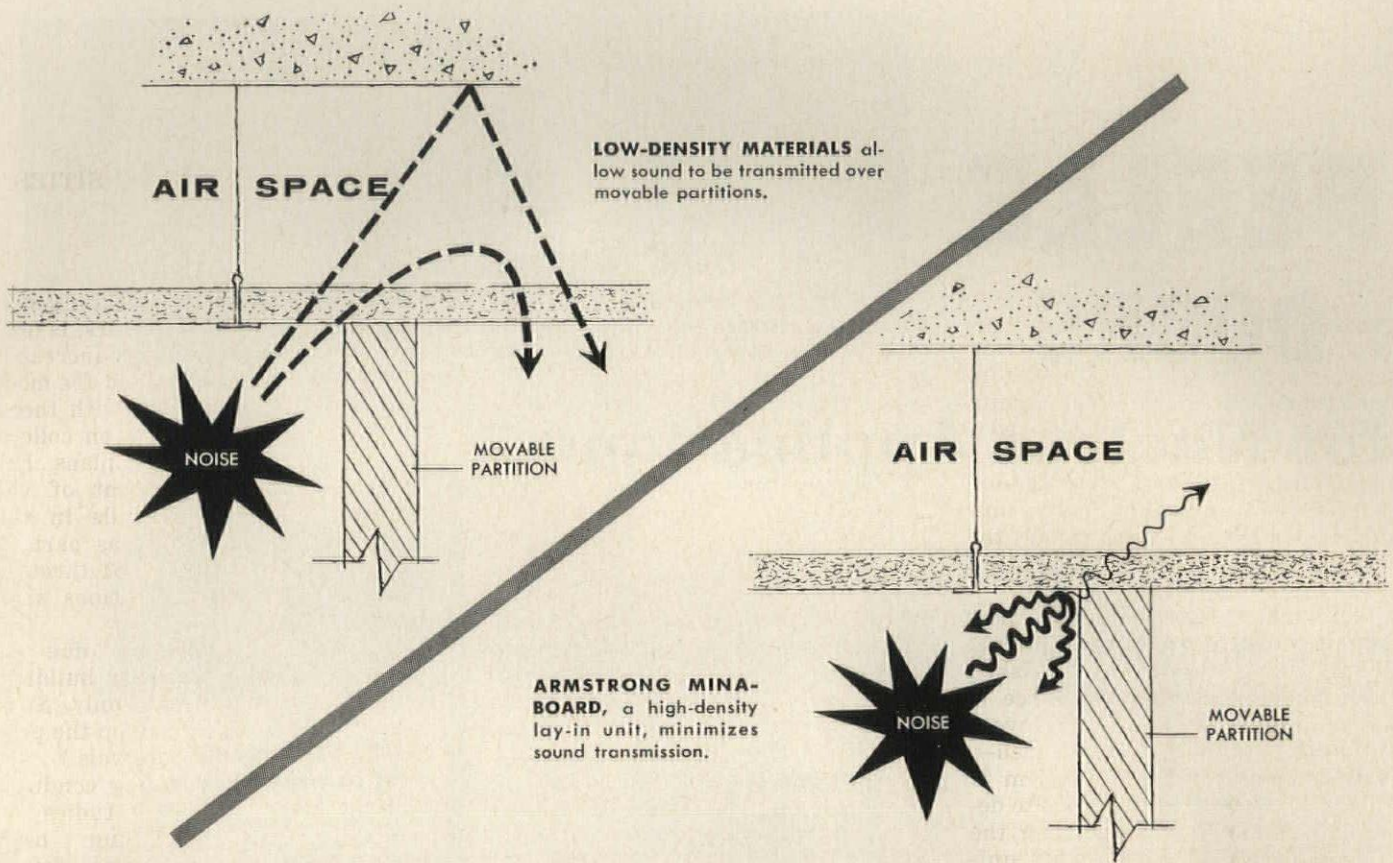 AIR SPACE
LOW-DENSITY MATERIALS al-
low sound to be transmitted over
movable partitions.
NOISE
MOVABLE
PARTITION
AIR SPACE
ARMSTRONG MINA-
BOARD, a high-density
lay-in unit, minimizes
sound transmission.
NOISE
MOVABLE
PARTITION